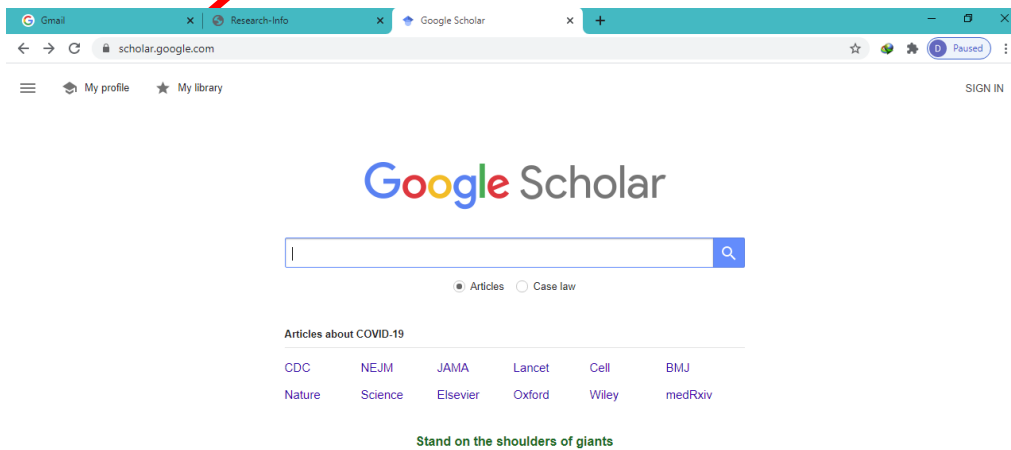 Gmail Research-Info Google Scholar
scholar.google.com D Paused
My profile My library SIGN IN
Google Scholar
Articles Case law
Articles about COVID-19
CDC NEJM JAMA Lancet Cell BMJ
Nature Science Elsevier Oxford Wiley medRxiv
Stand on the shoulders of giants